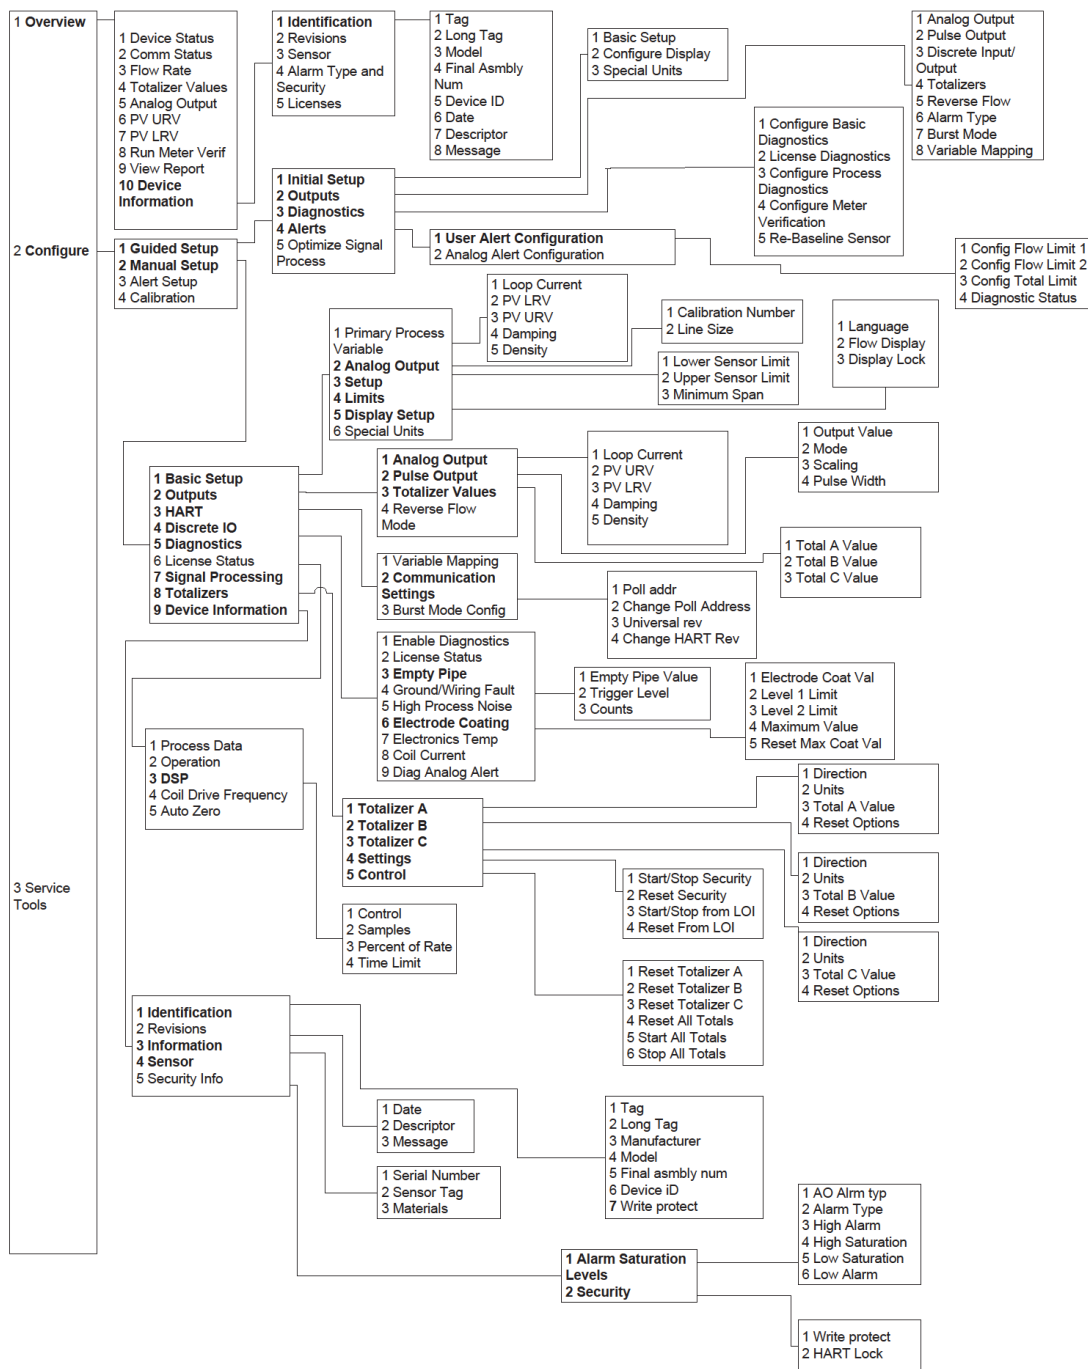 1 Overview
1 Device Status
2 Comm Status
3 Flow Rate
4 Totalizer Values
5 Analog Output
6 PV URV
7 PV LRV
8 Run Meter Verif
9 View Report
10 Device
Information
1 Identification
2 Revisions
3 Sensor
4 Alarm Type and
Security
5 Licenses
1 Tag
2 Long Tag
3 Model
4 Final Asmbly
Num
5 Device ID
6 Date
7 Descriptor
8 Message
1 Basic Setup
2 Configure Display
3 Special Units
1 Analog Output
2 Pulse Output
3 Discrete Input/
Output
4 Totalizers
5 Reverse Flow
6 Alarm Type
7 Burst Mode
8 Variable Mapping
1 Configure Basic
Diagnostics
2 License Diagnostics
3 Configure Process
Diagnostics
4 Configure Meter
Verification
5 Re-Baseline Sensor
1 Initial Setup
2 Outputs
3 Diagnostics
4 Alerts
5 Optimize Signal
Process
2 Configure
1 Guided Setup
2 Manual Setup
3 Alert Setup
4 Calibration
1 User Alert Configuration
2 Analog Alert Configuration
1 Config Flow Limit 1
2 Config Flow Limit 2
3 Config Total Limit
4 Diagnostic Status
1 Primary Process
Variable
2 Analog Output
3 Setup
4 Limits
5 Display Setup
6 Special Units
1 Loop Current
2 PV LRV
3 PV URV
4 Damping
5 Density
1 Calibration Number
2 Line Size
1 Lower Sensor Limit
2 Upper Sensor Limit
3 Minimum Span
1 Language
2 Flow Display
3 Display Lock
1 Basic Setup
2 Outputs
3 HART
4 Discrete IO
5 Diagnostics
6 License Status
7 Signal Processing
8 Totalizers
9 Device Information
1 Analog Output
2 Pulse Output
3 Totalizer Values
4 Reverse Flow
Mode
1 Loop Current
2 PV URV
3 PV LRV
4 Damping
5 Density
1 Output Value
2 Mode
3 Scaling
4 Pulse Width
1 Total A Value
2 Total B Value
3 Total C Value
1 Variable Mapping
2 Communication
Settings
3 Burst Mode Config
1 Poll addr
2 Change Poll Address
3 Universal rev
4 Change HART Rev
1 Enable Diagnostics
2 License Status
3 Empty Pipe
4 Ground/Wiring Fault
5 High Process Noise
6 Electrode Coating
7 Electronics Temp
8 Coil Current
9 Diag Analog Alert
1 Empty Pipe Value
2 Trigger Level
3 Counts
1 Electrode Coat Val
2 Level 1 Limit
3 Level 2 Limit
4 Maximum Value
5 Reset Max Coat Val
1 Process Data
2 Operation
3 DSP
4 Coil Drive Frequency
5 Auto Zero
1 Totalizer A
2 Totalizer B
3 Totalizer C
4 Settings
5 Control
1 Direction
2 Units
3 Total A Value
4 Reset Options
1 Direction
2 Units
3 Total B Value
4 Reset Options
1 Direction
2 Units
3 Total C Value
4 Reset Options
3 Service
Tools
1 Start/Stop Security
2 Reset Security
3 Start/Stop from LOI
4 Reset From LOI
1 Control
2 Samples
3 Percent of Rate
4 Time Limit
1 Reset Totalizer A
2 Reset Totalizer B
3 Reset Totalizer C
4 Reset All Totals
5 Start All Totals
6 Stop All Totals
1 Identification
2 Revisions
3 Information
4 Sensor
5 Security Info
1 Date
2 Descriptor
3 Message
1 Serial Number
2 Sensor Tag
3 Materials
1 Tag
2 Long Tag
3 Manufacturer
4 Model
5 Final asmbly num
6 Device iD
7 Write protect
1 Alarm Saturation
Levels
2 Security
1 AO Alrm typ
2 Alarm Type
3 High Alarm
4 High Saturation
5 Low Saturation
6 Low Alarm
1 Write protect
2 HART Lock